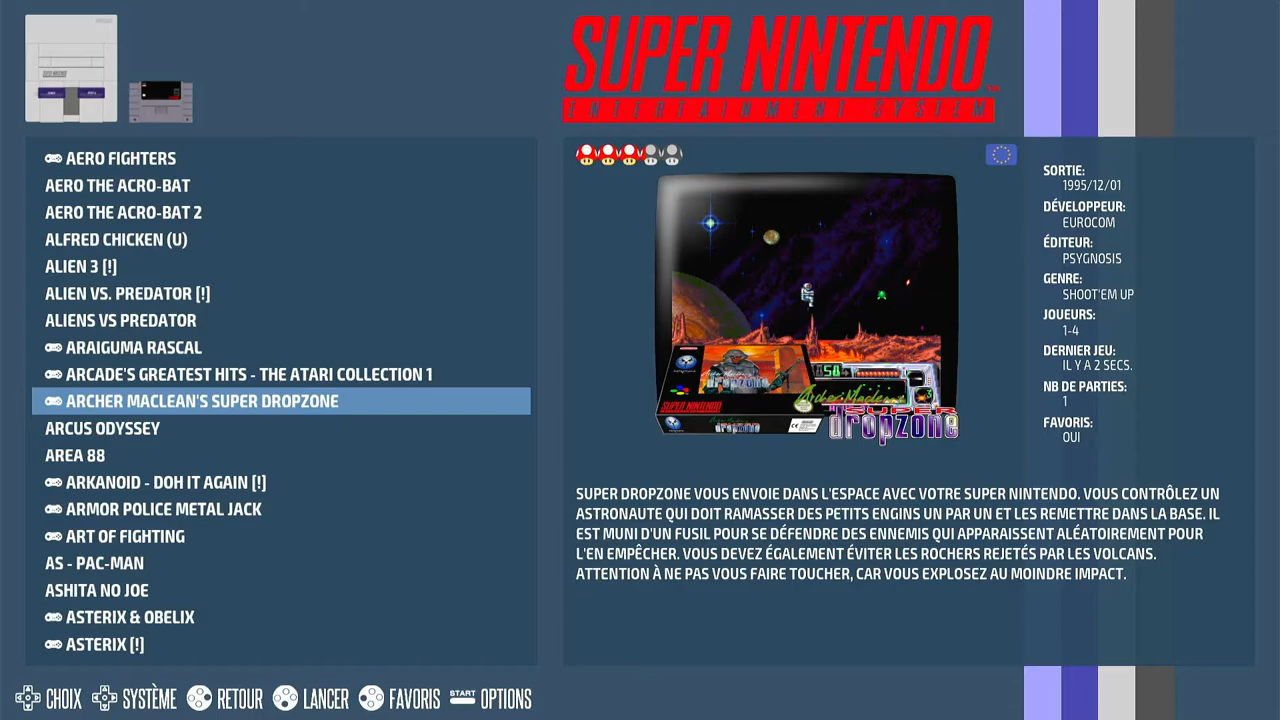 SUPER NINTENDO
ENTERTAINMENT SYSTEM
AERO FIGHTERS
AERO THE ACRO-BAT
AERO THE ACRO-BAT 2
ALFRED CHICKEN (U)
ALIEN 3 [!]
ALIEN VS. PREDATOR [!]
ALIENS VS PREDATOR
ARAIGUMA RASCAL
ARCADE'S GREATEST HITS - THE ATARI COLLECTION 1
ARCHER MACLEAN'S SUPER DROPZONE
ARCUS ODYSSEY
AREA 88
ARKANOID - DOH IT AGAIN [!]
ARMOR POLICE METAL JACK
ART OF FIGHTING
AS - PAC-MAN
ASHITA NO JOE
ASTERIX & OBELIX
ASTERIX [!]
50
dropzone
SUPER NINTENDO
dropzone
CE
Archer Maclean's
SUPER
dropzone
SORTIE:
1995/12/01
DÉVELOPPEUR:
EUROCOM
ÉDITEUR:
PSYGNOSIS
GENRE:
SHOOT'EM UP
JOUEURS:
1-4
DERNIER JEU:
IL Y A 2 SECS.
NB DE PARTIES:
1
FAVORIS:
OUI
SUPER DROPZONE VOUS ENVOIE DANS L'ESPACE AVEC VOTRE SUPER NINTENDO. VOUS CONTRÔLEZ UN
ASTRONAUTE QUI DOIT RAMASSER DES PETITS ENGINS UN PAR UN ET LES REMETTRE DANS LA BASE. IL
EST MUNI D'UN FUSIL POUR SE DÉFENDRE DES ENNEMIS QUI APPARAISSENT ALÉATOIREMENT POUR
L'EN EMPÊCHER. VOUS DEVEZ ÉGALEMENT ÉVITER LES ROCHERS REJETÉS PAR LES VOLCANS.
ATTENTION À NE PAS VOUS FAIRE TOUCHER, CAR VOUS EXPLOSEZ AU MOINDRE IMPACT.
CHOIX SYSTÈME RETOUR LANCER FAVORIS START OPTIONS